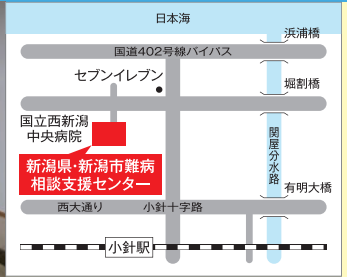 日本海
浜浦橋
国道402号線バイパス
セブンイレブン
堀割橋
国立西新潟
中央病院
関屋分水路
新潟県・新潟市難病
相談支援センター
有明大橋
西大通り
小針十字路
小針駅